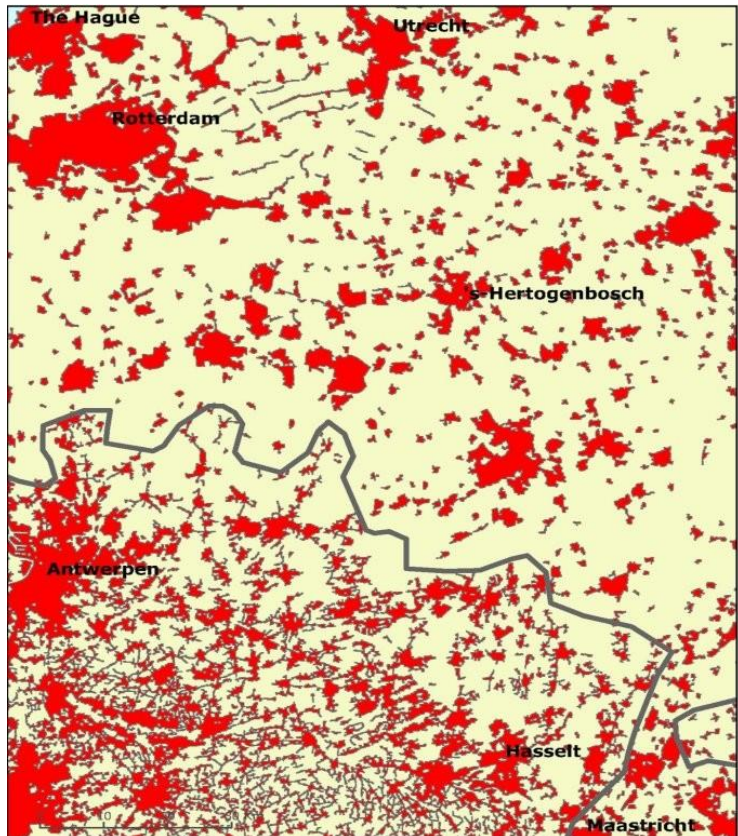 The Hague
Utrecht
Rotterdam
's-Hertogenbosch
Antwerpen
Hasselt
Maastricht